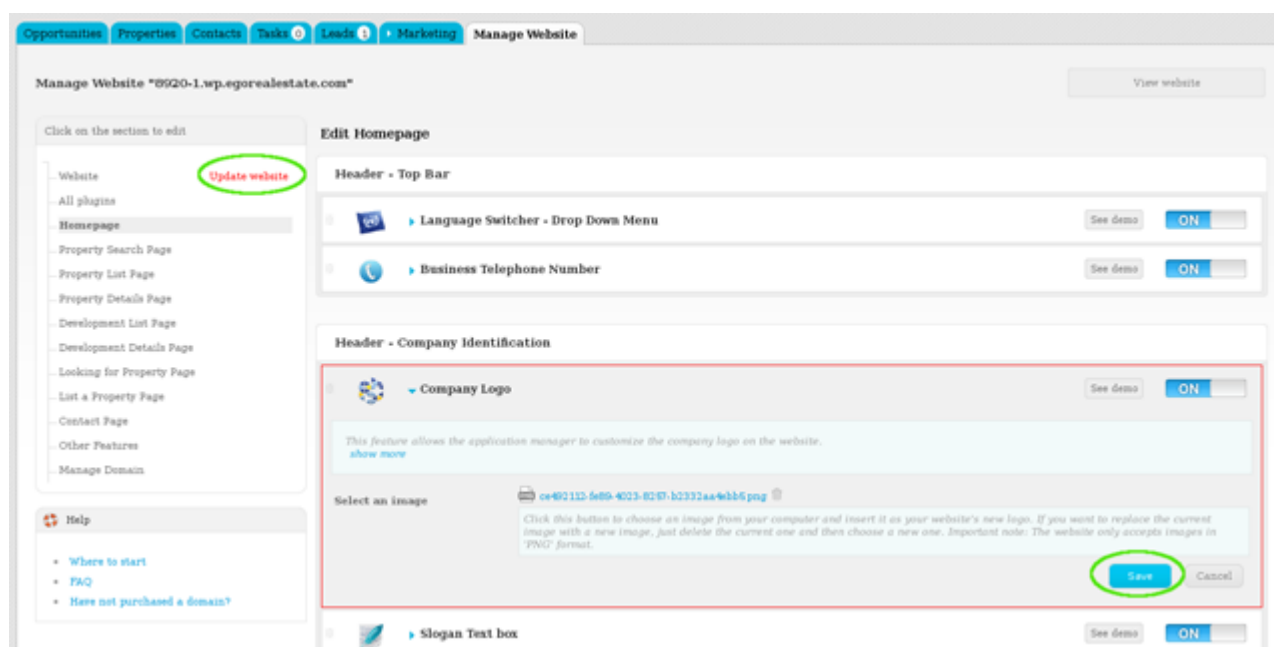 Opportunities Properties Contacts Tasks 0 Leads 1 Marketing Manage Website
Manage Website "8920-1.wp.egorealestate.com"
View website
Click on the section to edit
Website Update website
All plugins
Homepage
Property Search Page
Property List Page
Property Details Page
Development List Page
Development Details Page
Looking for Property Page
List a Property Page
Contact Page
Other Features
Manage Domain
Help
Where to start
FAQ
Have not purchased a domain?
Edit Homepage
Header - Top Bar
Language Switcher - Drop Down Menu See demo ON
Business Telephone Number See demo ON
Header - Company Identification
Company Logo See demo ON
This feature allows the application manager to customize the company logo on the website.
show more
Select an image
Click this button to choose an image from your computer and insert it as your website's new logo. If you want to replace the current
image with a new image, just delete the current one and then choose a new one. Important note: The website only accepts images in
'PNG' format.
Save Cancel
Slogan Text box See demo ON